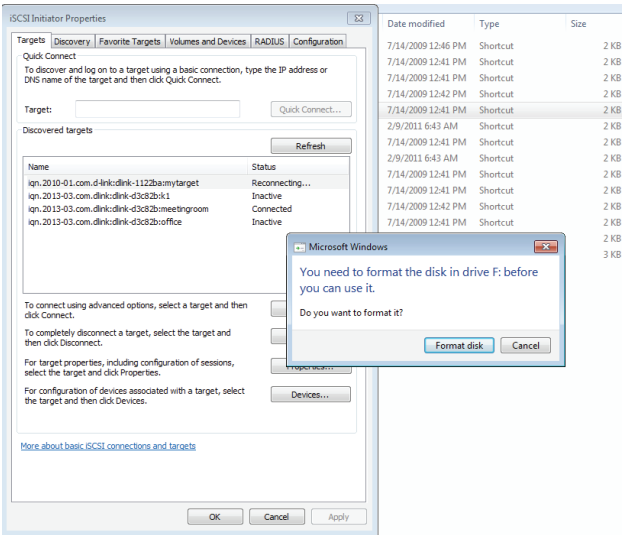 iSCSI Initiator Properties
Targets Discovery Favorite Targets Volumes and Devices RADIUS Configuration
Quick Connect
To discover and log on to a target using a basic connection, type the IP address or
DNS name of the target and then click Quick Connect.
Target:
Quick Connect...
Discovered targets
Refresh
Name Status
iqn.2010-01.com.d-link:dlink-1122ba:mytarget Reconnecting...
iqn.2013-03.com.dlink:dlink-d3c82b:k1 Inactive
iqn.2013-03.com.dlink:dlink-d3c82b:meetingroom Connected
iqn.2013-03.com.dlink:dlink-d3c82b:office Inactive
To connect using advanced options, select a target and then
click Connect.
To completely disconnect a target, select the target and
then click Disconnect.
For target properties, including configuration of sessions,
select the target and click Properties.
Properties...
For configuration of devices associated with a target, select
the target and then click Devices.
Devices...
More about basic iSCSI connections and targets
OK Cancel Apply
Date modified Type Size
7/14/2009 12:46 PM Shortcut 2 KB
7/14/2009 12:41 PM Shortcut 2 KB
7/14/2009 12:41 PM Shortcut 2 KB
7/14/2009 12:41 PM Shortcut 2 KB
2/9/2011 6:43 AM Shortcut 2 KB
7/14/2009 12:41 PM Shortcut 2 KB
2/9/2011 6:43 AM Shortcut 2 KB
7/14/2009 12:41 PM Shortcut 2 KB
7/14/2009 12:41 PM Shortcut 2 KB
7/14/2009 12:42 PM Shortcut 2 KB
7/14/2009 12:41 PM Shortcut 2 KB
2 KB
3 KB
Microsoft Windows
You need to format the disk in drive F: before
you can use it.
Do you want to format it?
Format disk Cancel